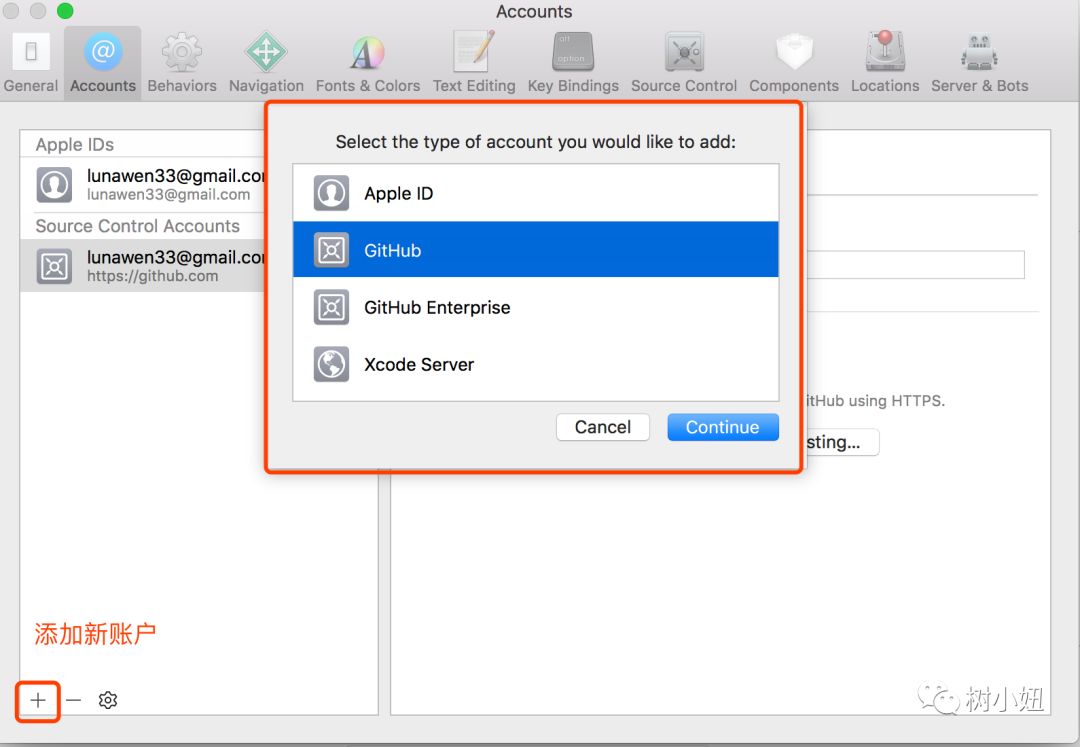 Accounts
General Accounts Behaviors Navigation Fonts & Colors Text Editing Key Bindings Source Control Components Locations Server & Bots
Select the type of account you would like to add:
Apple ID
GitHub
GitHub Enterprise
Xcode Server
Cancel Continue
Apple IDs
lunawen33@gmail.co
lunawen33@gmail.com
Source Control Accounts
lunawen33@gmail.co
https://github.com
itHub using HTTPS.
sting...
添加新账户
树小妞